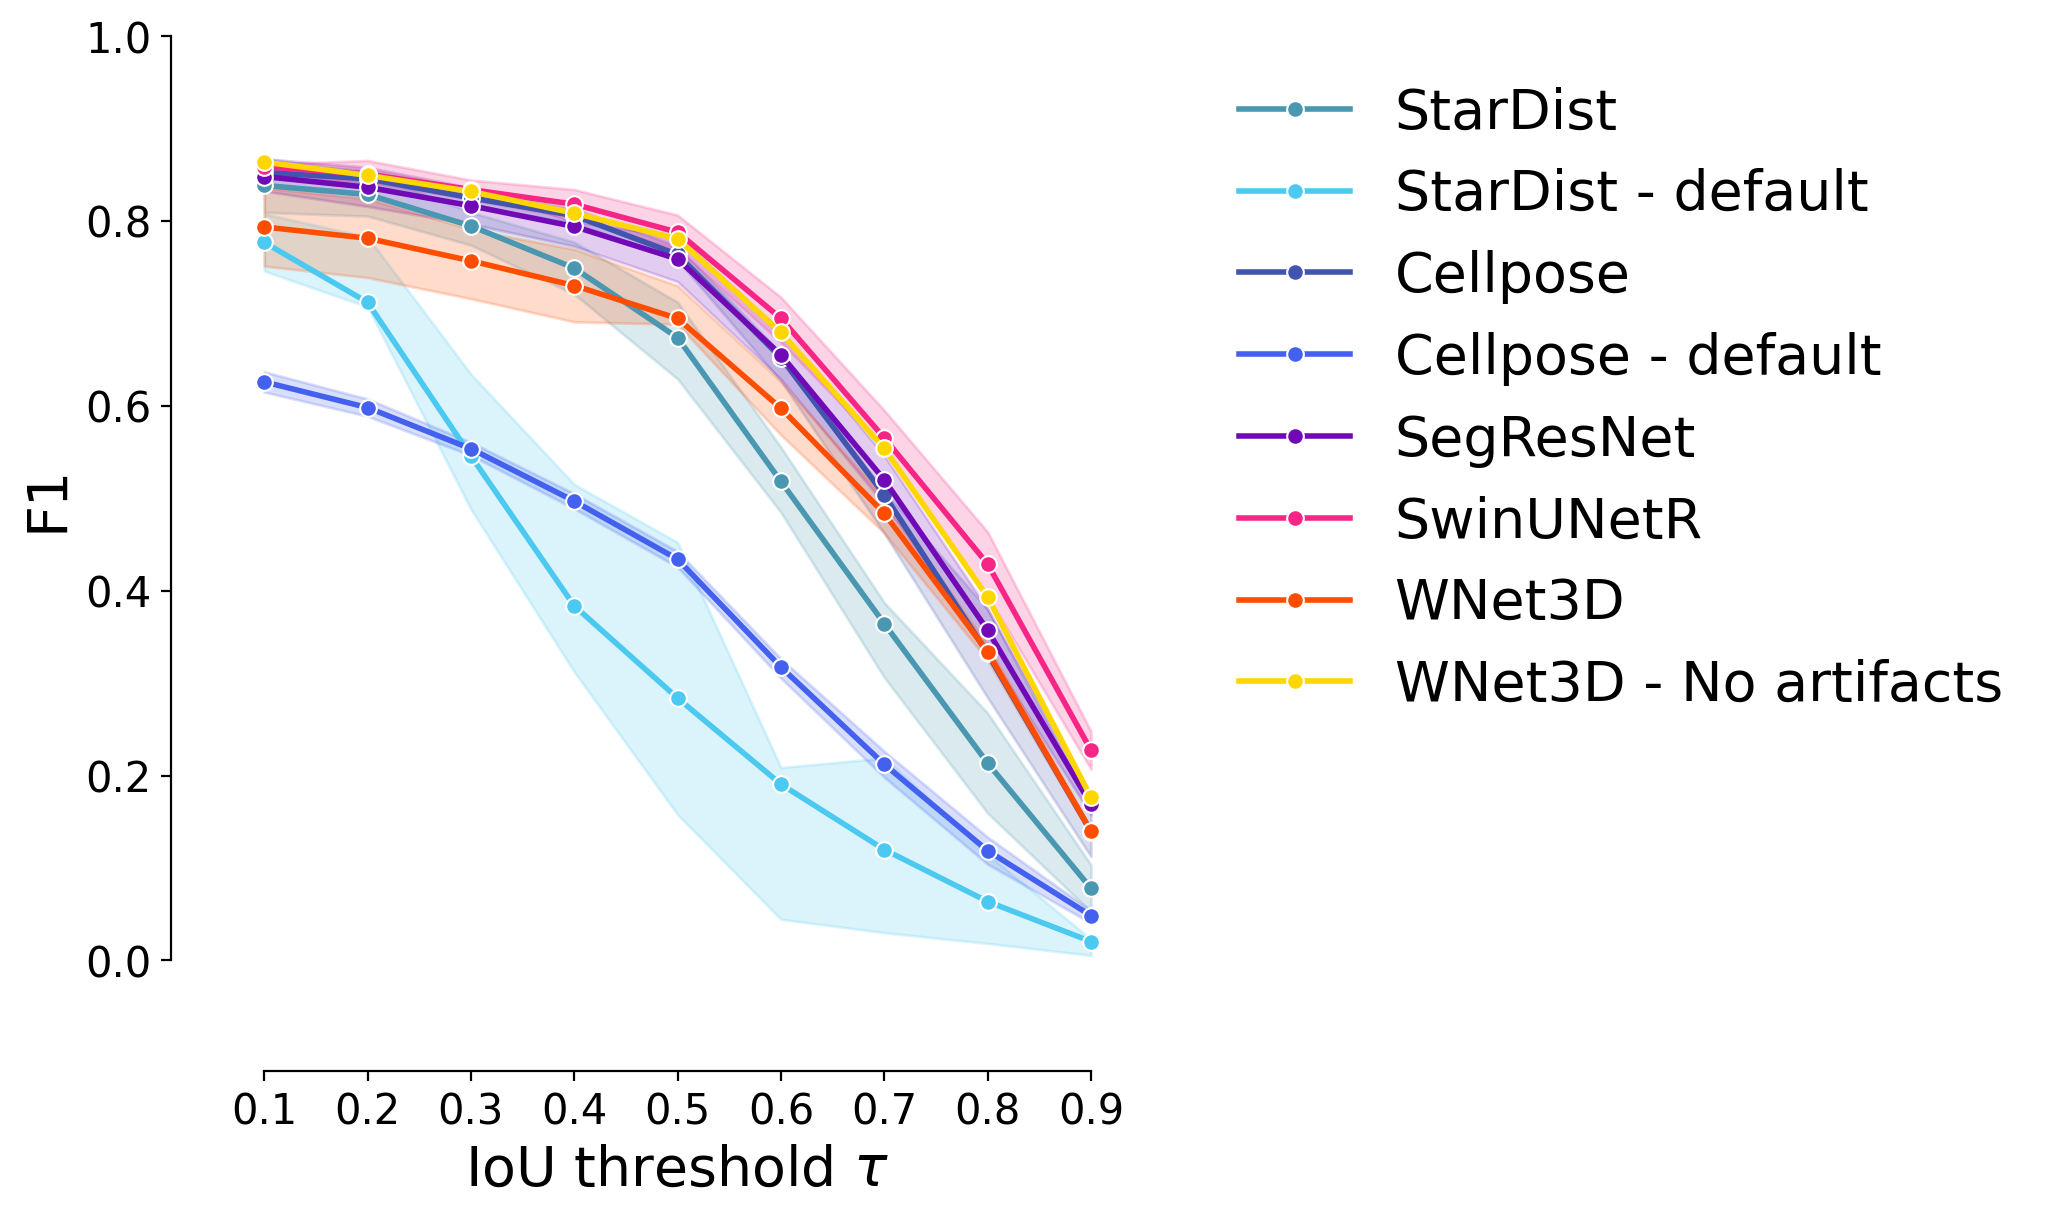 1.0
0.8
0.6
0.4
0.2
0.0
F1
0.1 0.2 0.3 0.4 0.5 0.6 0.7 0.8 0.9
IoU threshold τ
StarDist
StarDist - default
Cellpose
Cellpose - default
SegResNet
SwinUNetR
WNet3D
WNet3D - No artifacts